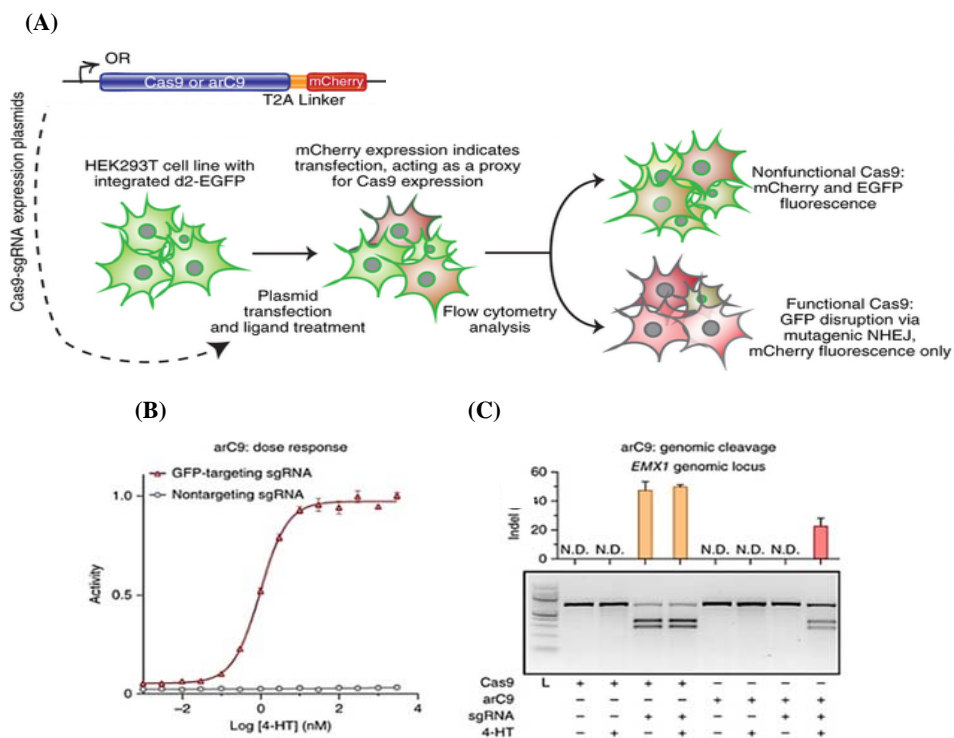 (A)
OR
Cas9 or arC9
mCherry
T2A Linker
Cas9-sgRNA expression plasmids
HEK293T cell line with
integrated d2-EGFP
mCherry expression indicates
transfection, acting as a proxy
for Cas9 expression
Plasmid
transfection
and ligand treatment
Flow cytometry
analysis
Nonfunctional Cas9:
mCherry and EGFP
fluorescence
Functional Cas9:
GFP disruption via
mutagenic NHEJ,
mCherry fluorescence only
(B)
arC9: dose response
GFP-targeting sgRNA
Nontargeting sgRNA
1.0
0.5
0
Activity
−2 0 2 4
Log [4-HT] (nM)
(C)
arC9: genomic cleavage
EMX1 genomic locus
60
40
20
0
Indel (
N.D. N.D. N.D. N.D. N.D.
L
Cas9 + + + + − − − −
arC9 − − − − + + + +
sgRNA − − + + − − + +
4-HT − + − + − + − +